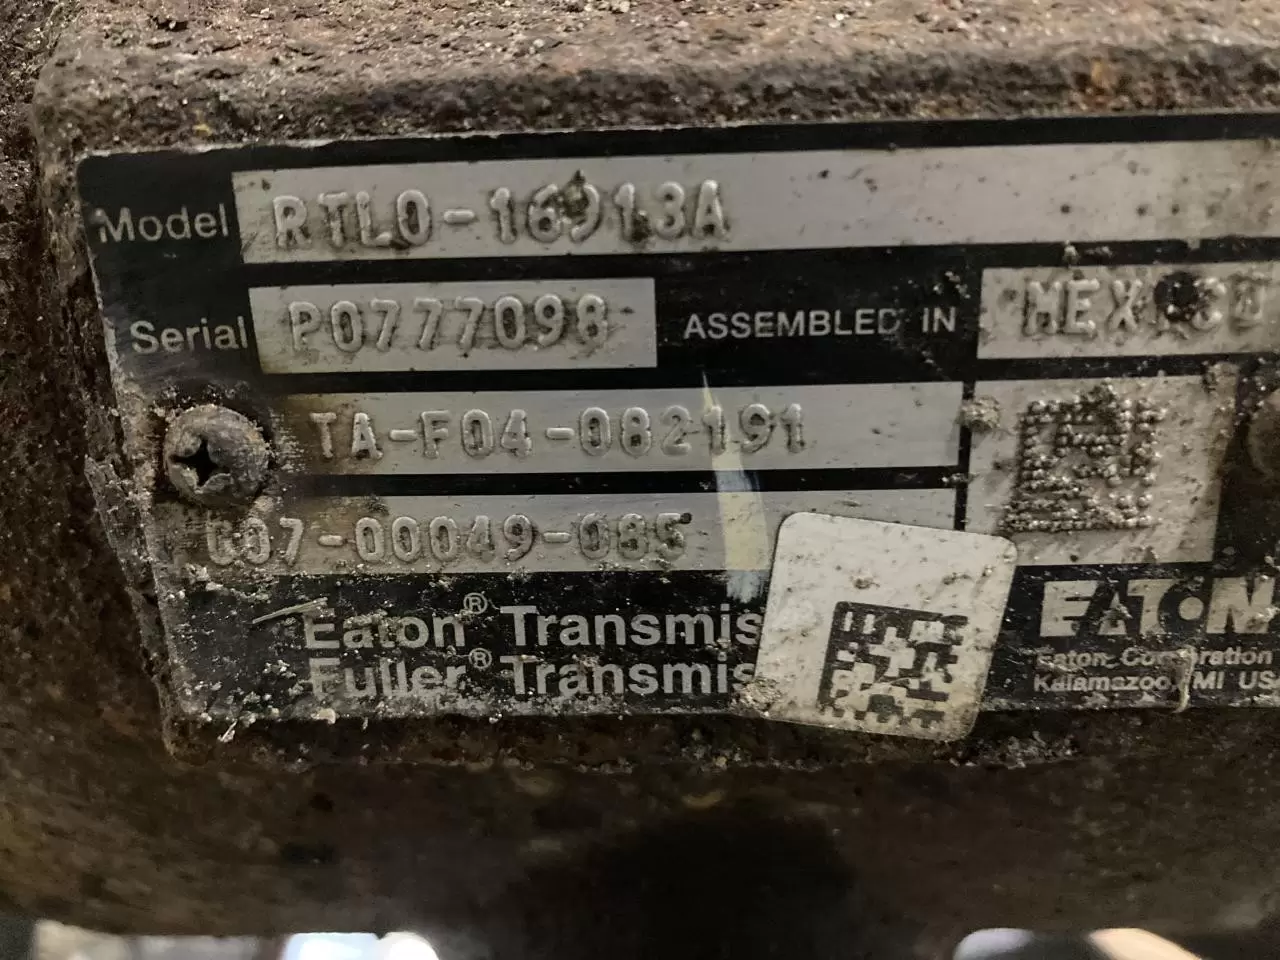 Model RTLO-16913A
Serial P0777098 ASSEMBLED IN MEXICO
TA-F04-082191
C07-00049-085
Eaton® Transmis
Fuller® Transmis
EATON
Eaton Corporation
Kalamazoo, MI US